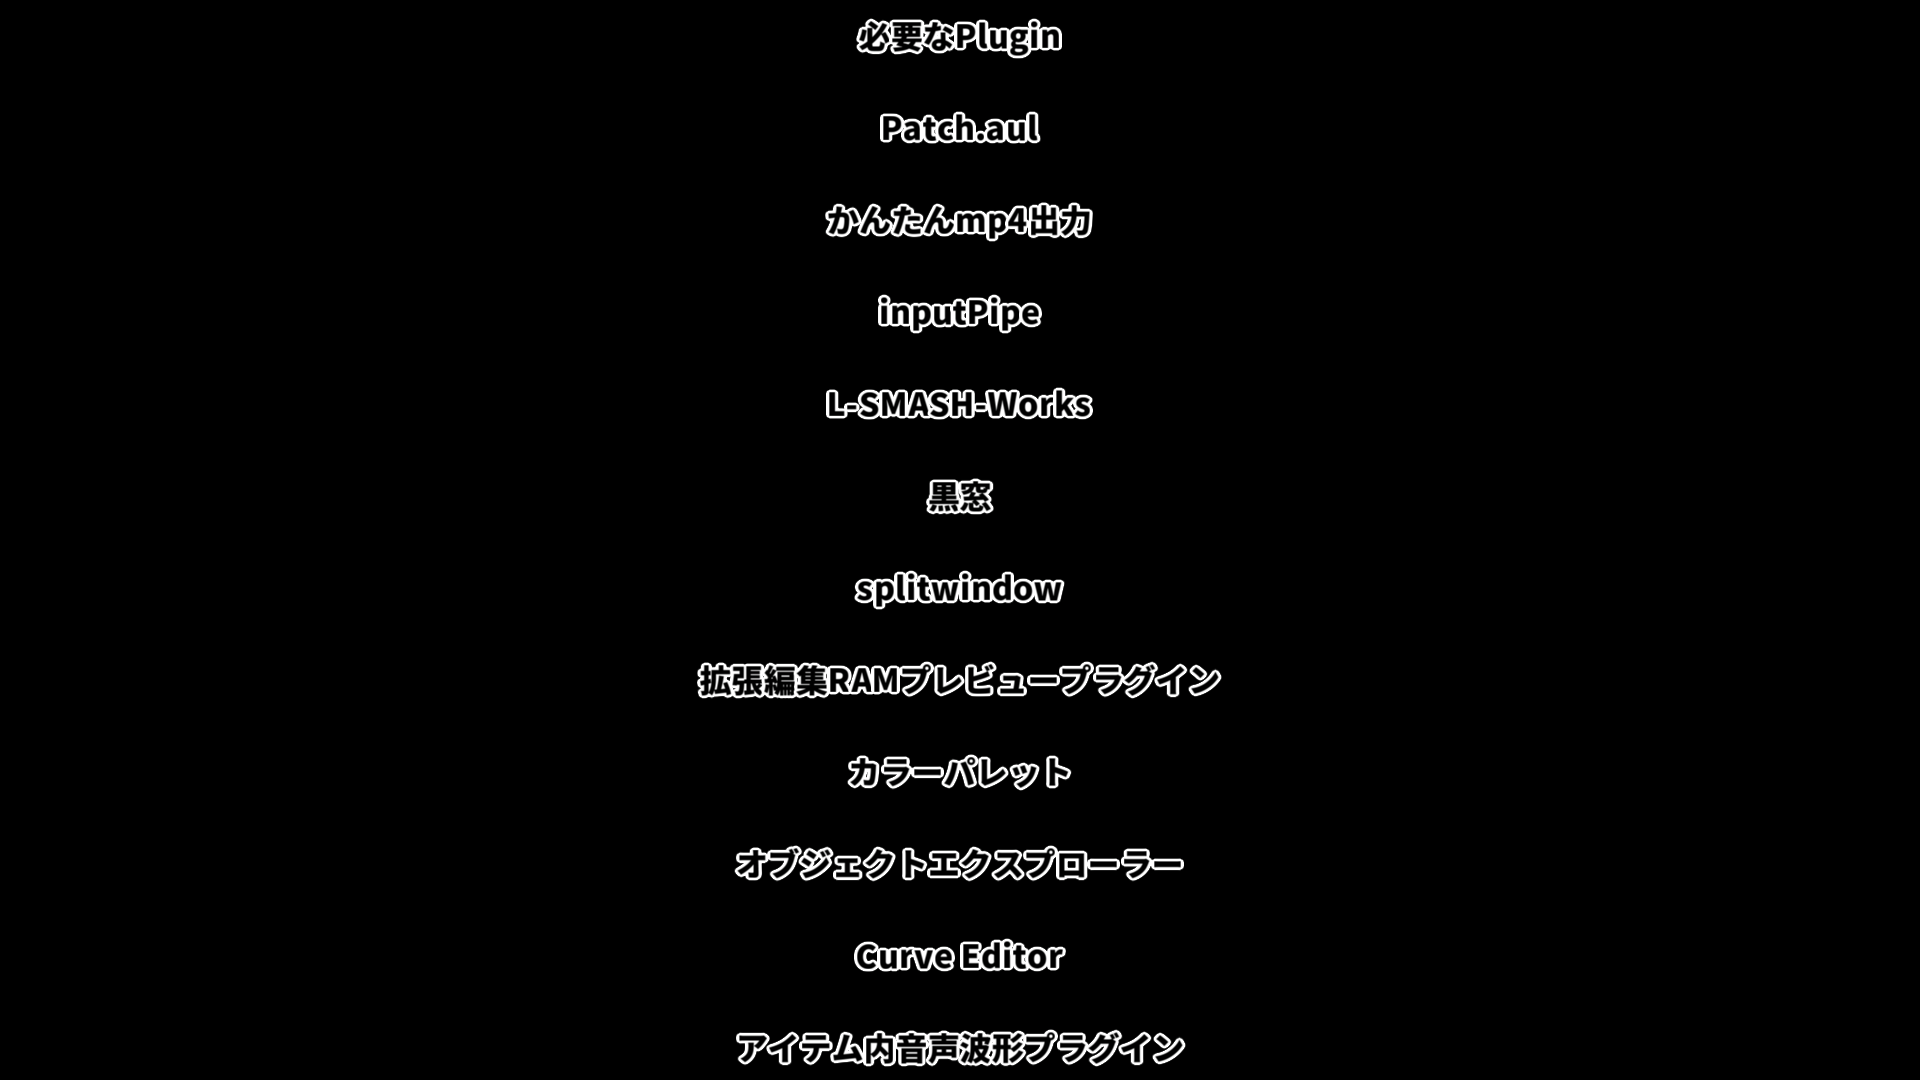 必要なPlugin
Patch.aul
かんたんmp4出力
inputPipe
L-SMASH-Works
黒窓
splitwindow
拡張編集RAMプレビュープラグイン
カラーパレット
オブジェクトエクスプローラー
Curve Editor
アイテム内音声波形プラグイン